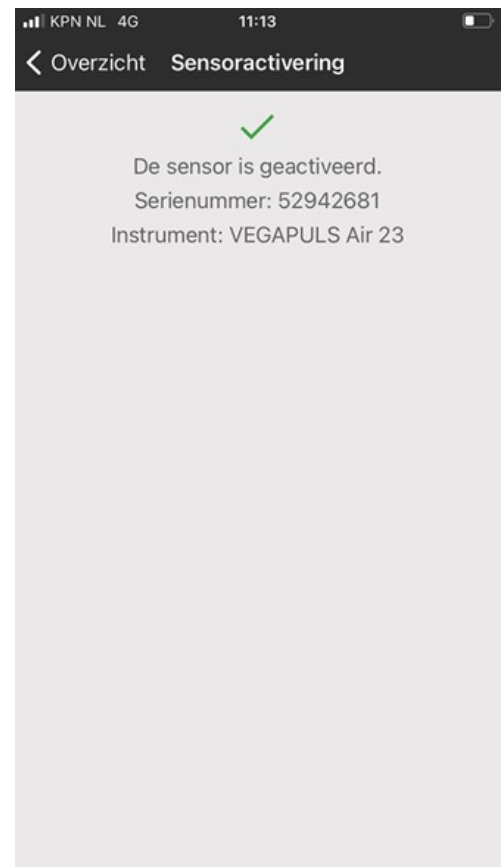 KPN NL 4G 11:13
Overzicht Sensoractivering
De sensor is geactiveerd.
Serienummer: 52942681
Instrument: VEGAPULS Air 23